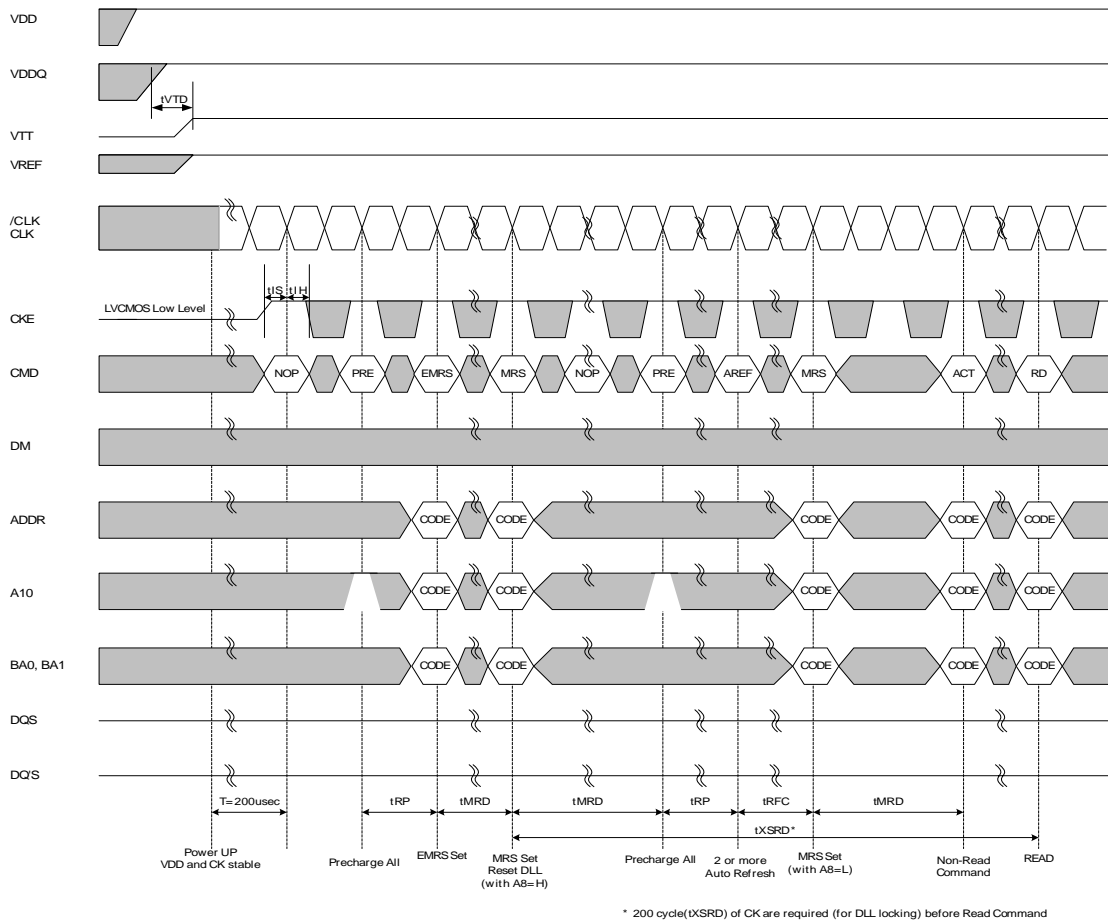 VDD
VDDQ
tVTD
VTT
VREF
/CLK
CLK
tIS tIH
LVCMOS Low Level
CKE
CMD NOP PRE EMRS MRS NOP PRE AREF MRS ACT RD
DM
ADDR CODE CODE CODE CODE CODE
A10 CODE CODE CODE CODE CODE
BA0, BA1 CODE CODE CODE CODE CODE
DQS
DQ'S
T=200usec tRP tMRD tMRD tRP tRFC tMRD
tXSRD*
Power UP
VDD and CK stable
Precharge All
EMRS Set
MRS Set
Reset DLL
(with A8=H)
Precharge All
2 or more
Auto Refresh
MRS Set
(with A8=L)
Non-Read
Command
READ
* 200 cycle(tXSRD) of CK are required (for DLL locking) before Read Command